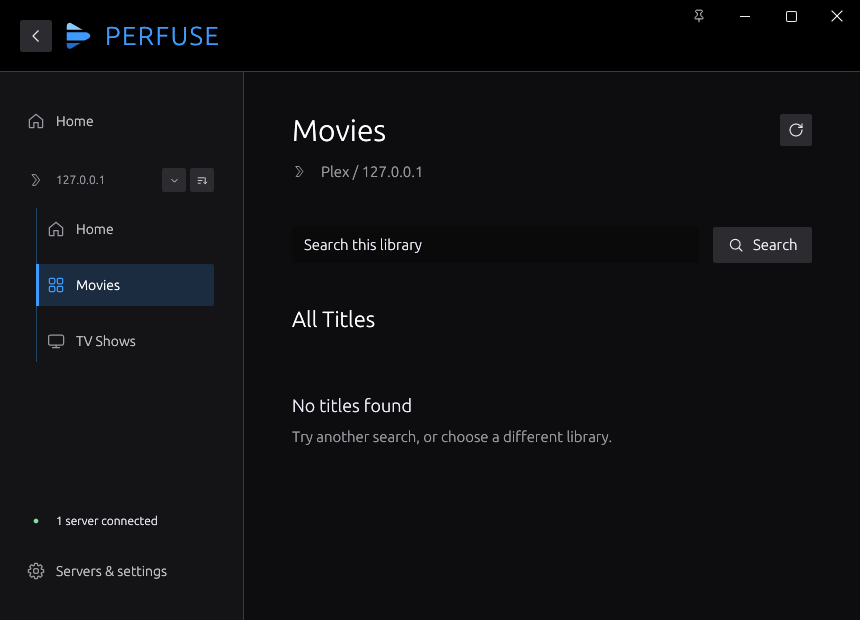 PERFUSE
Home
127.0.0.1
Home
Movies
TV Shows
1 server connected
Servers & settings
Movies
Plex / 127.0.0.1
Search this library
Search
All Titles
No titles found
Try another search, or choose a different library.